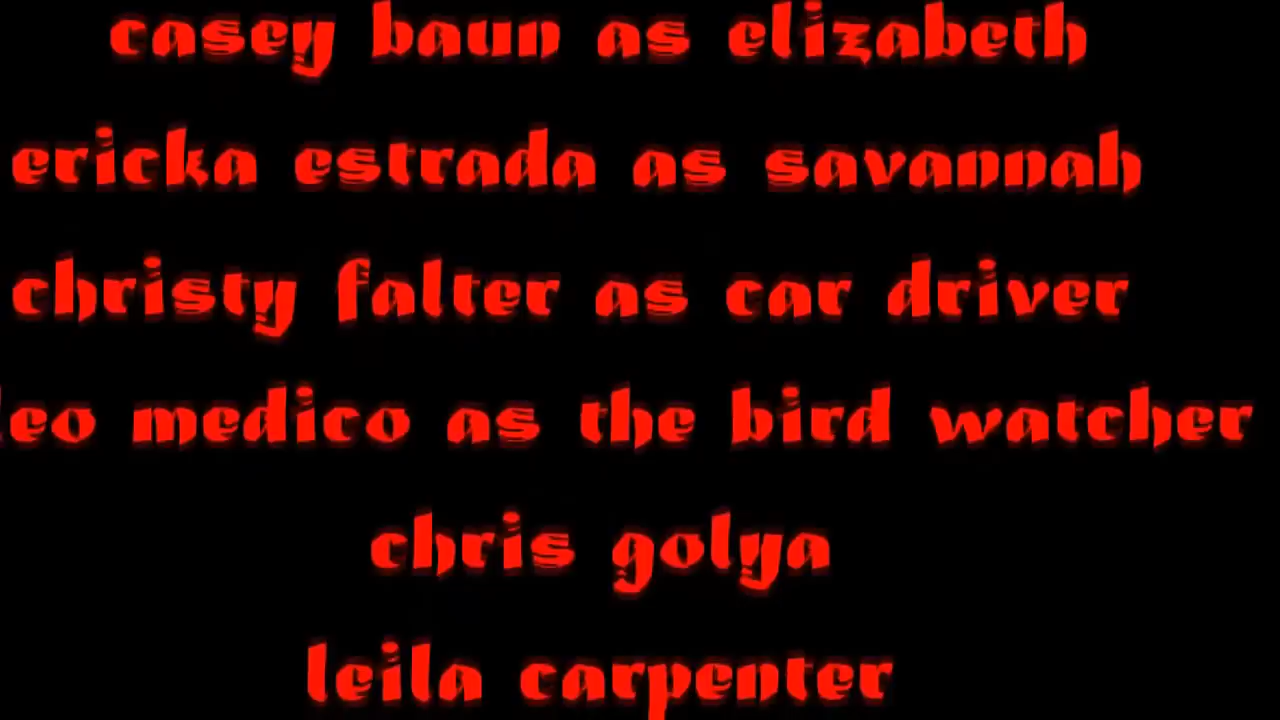 casey baun as elizabeth
ericka estrada as savannah
christy falter as car driver
leo medico as the bird watcher
chris golya
leila carpenter